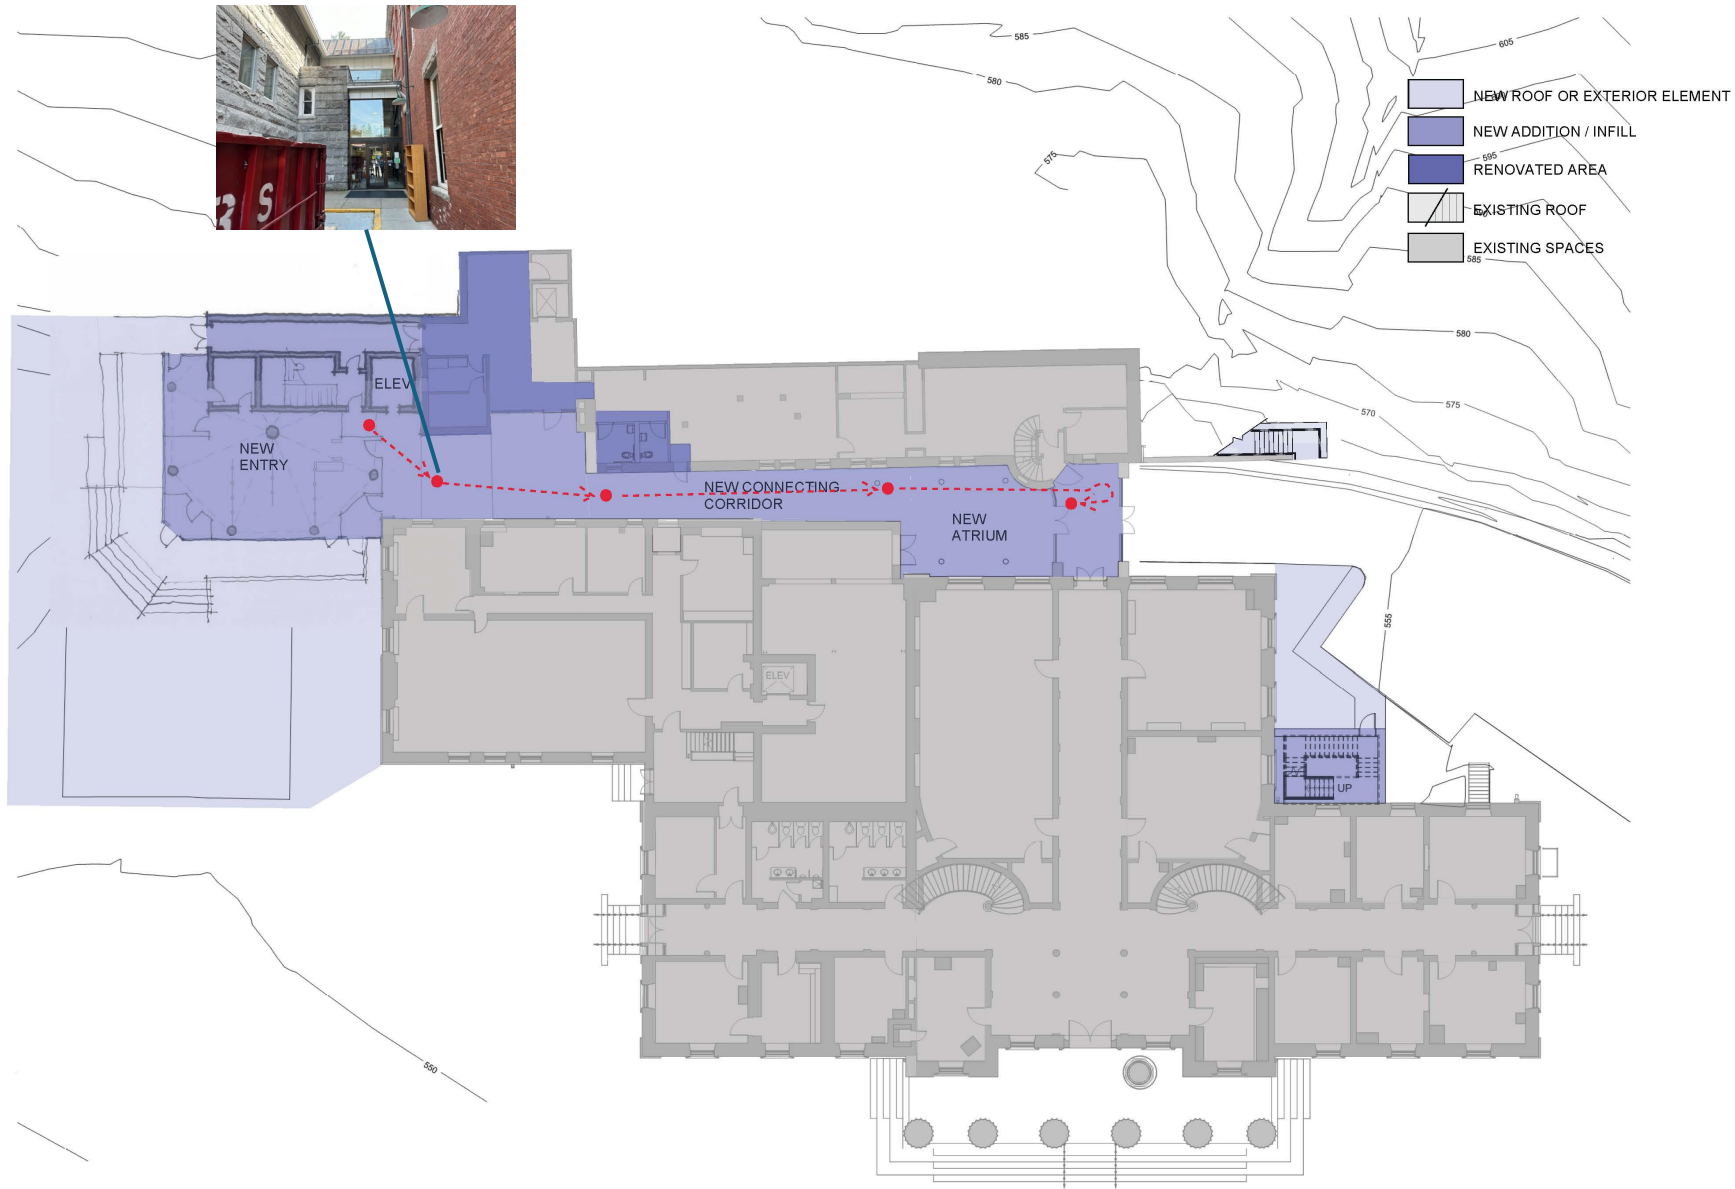 585
605
580
NEW ROOF OR EXTERIOR ELEMENT
NEW ADDITION / INFILL
575
595
RENOVATED AREA
EXISTING ROOF
EXISTING SPACES
585
S
580
ELEV
575
570
NEW
ENTRY
NEW CONNECTING
CORRIDOR
NEW
ATRIUM
555
ELEV
UP
550